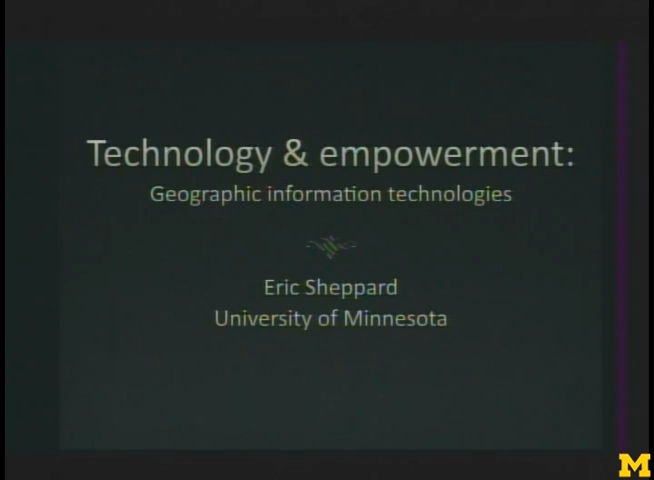 Technology & empowerment:
Geographic information technologies
Eric Sheppard
University of Minnesota
M